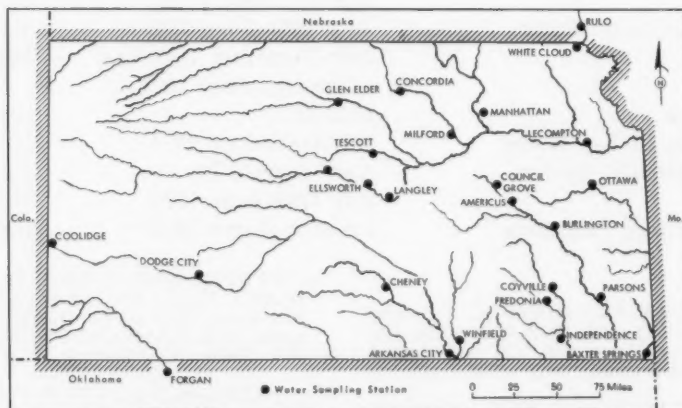 Nebraska
RULO
WHITE CLOUD
N
CONCORDIA
GLEN ELDER
MANHATTAN
MILFORD
LECOMPTON
TESCOTT
COUNCIL
GROVE
OTTAWA
ELLSWORTH
LANGLEY
AMERICUS
Colo.
Mo.
BURLINGTON
COOLIDGE
DODGE CITY
CHENEY
COYVILLE
PARSONS
FREDONIA
WINFIELD
INDEPENDENCE
ARKANSAS CITY
BAXTER SPRINGS
Oklahoma
FORGAN
Water Sampling Station
0 25 50 75 Miles